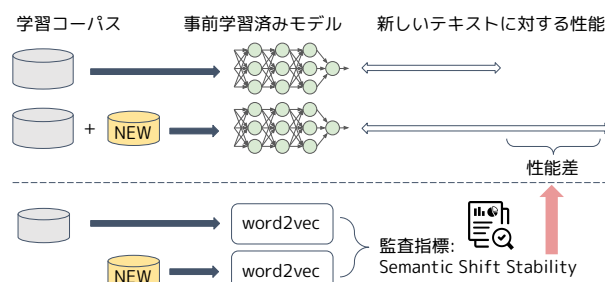 学習コーパス
事前学習済みモデル
新しいテキストに対する性能
+
NEW
性能差
word2vec
監査指標:
Semantic Shift Stability
NEW
word2vec